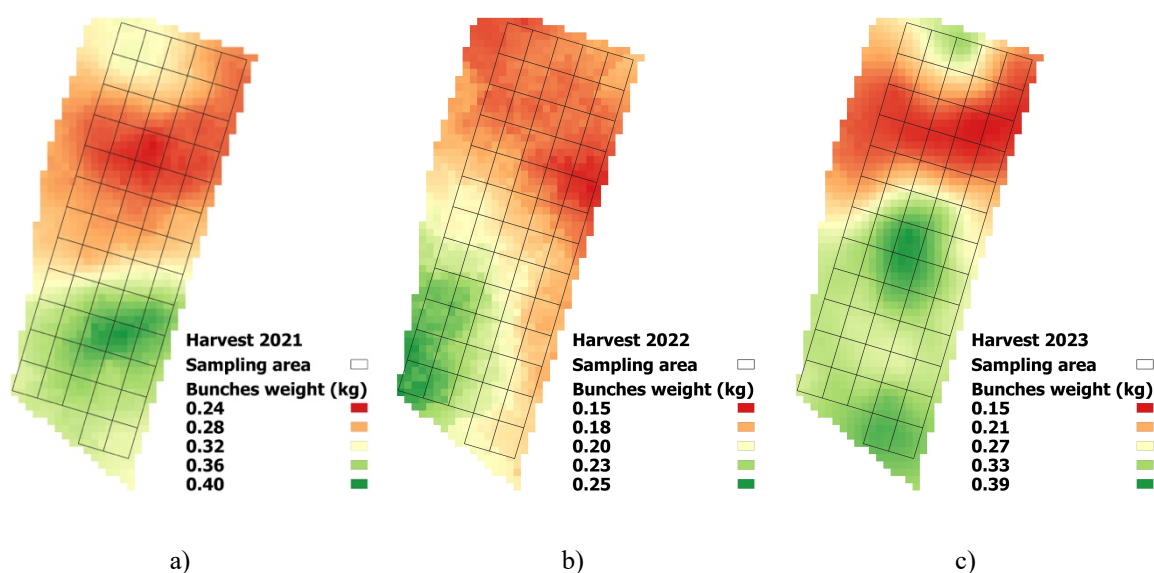 Harvest 2021
Sampling area
Bunches weight (kg)
0.24
0.28
0.32
0.36
0.40
Harvest 2022
Sampling area
Bunches weight (kg)
0.15
0.18
0.20
0.23
0.25
Harvest 2023
Sampling area
Bunches weight (kg)
0.15
0.21
0.27
0.33
0.39
a)
b)
c)